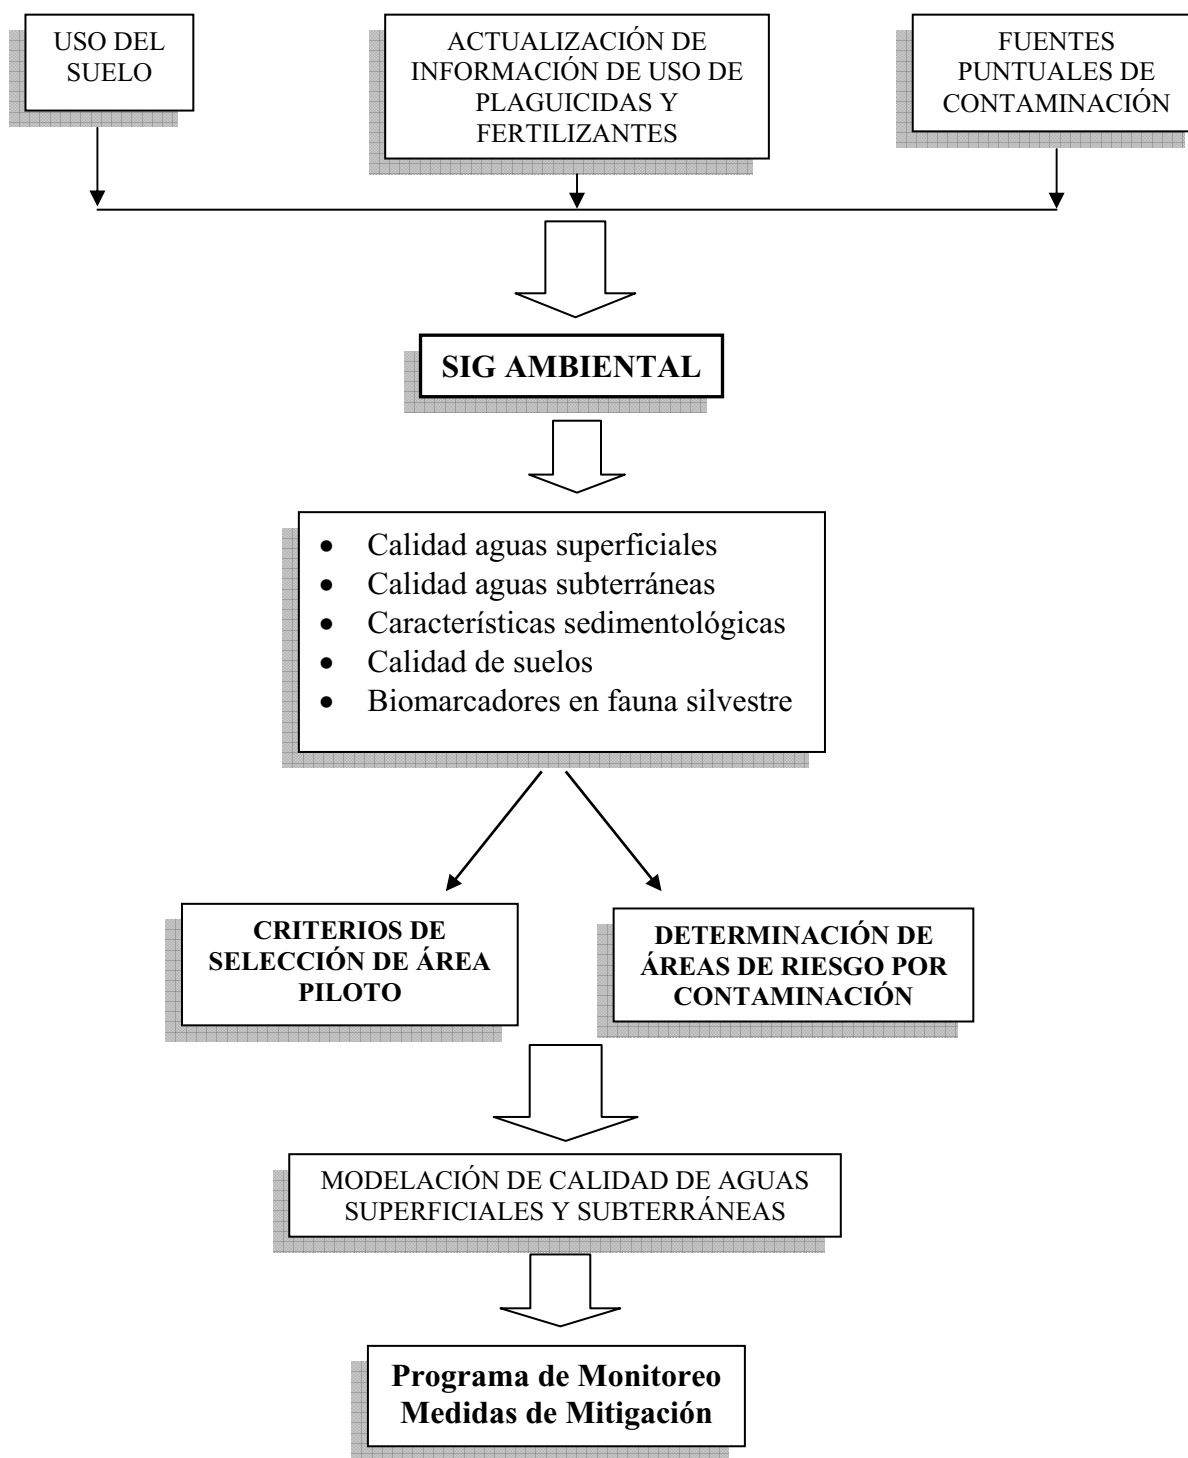 USO DEL
SUELO
ACTUALIZACIÓN DE
INFORMACIÓN DE USO DE
PLAGUICIDAS Y
FERTILIZANTES
FUENTES
PUNTUALES DE
CONTAMINACIÓN
SIG AMBIENTAL
• Calidad aguas superficiales
• Calidad aguas subterráneas
• Características sedimentológicas
• Calidad de suelos
• Biomarcadores en fauna silvestre
CRITERIOS DE
SELECCIÓN DE ÁREA
PILOTO
DETERMINACIÓN DE
ÁREAS DE RIESGO POR
CONTAMINACIÓN
MODELACIÓN DE CALIDAD DE AGUAS
SUPERFICIALES Y SUBTERRÁNEAS
Programa de Monitoreo
Medidas de Mitigación